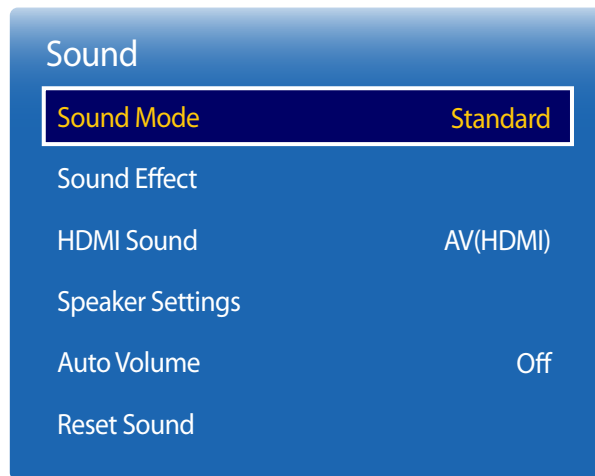 Sound
Sound Mode Standard
Sound Effect
HDMI Sound AV(HDMI)
Speaker Settings
Auto Volume Off
Reset Sound